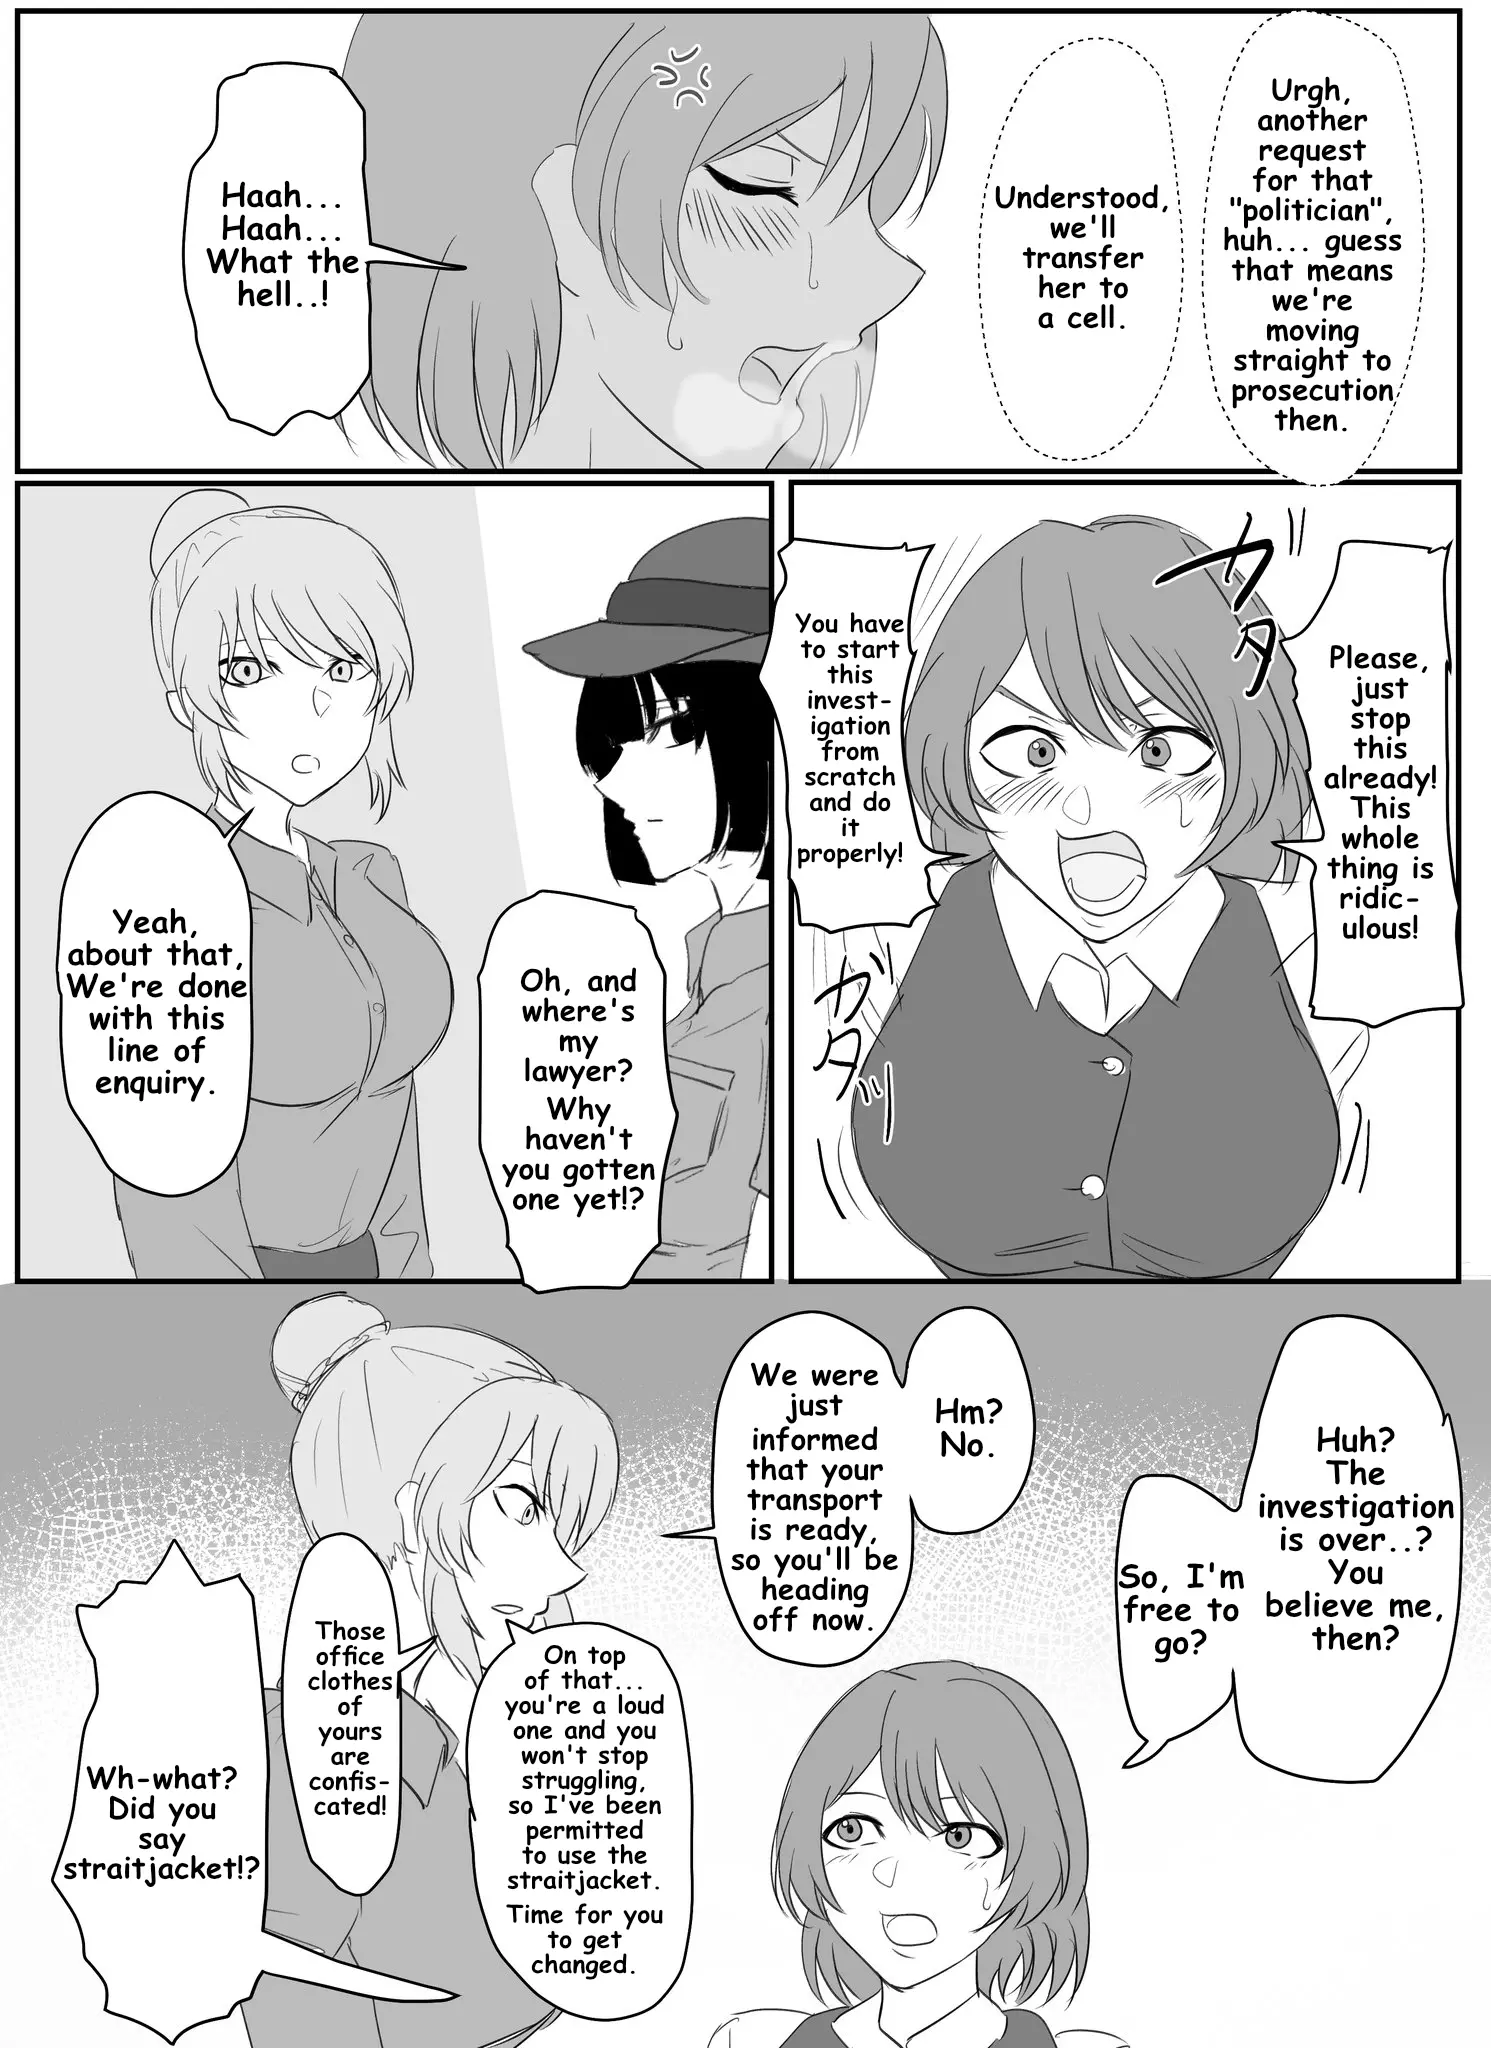 Urgh,
another
request
for that
"politician",
huh... guess
that means
we're
moving
straight to
prosecution
then.
Understood,
we'll
transfer
her to
a cell.
Haah...
Haah...
What the
hell..!
Please,
just
stop
this
already!
This
whole
thing is
ridic-
ulous!
ガタ
You have
to start
this
invest-
igation
from
scratch
and do
it
properly!
ガタッ
Oh, and
where's
my
lawyer?
Why
haven't
you gotten
one yet!?
Yeah,
about that,
We're done
with this
line of
enquiry.
Huh?
The
investigation
is over..?
You
believe me,
then?
So, I'm
free to
go?
Hm?
No.
We were
just
informed
that your
transport
is ready,
so you'll be
heading
off now.
On top
of that...
you're a loud
one and you
won't stop
struggling,
so I've been
permitted
to use the
straitjacket.
Time for you
to get
changed.
Those
office
clothes
of
yours
are
confis-
cated!
Wh-what?
Did you
say
straitjacket!?